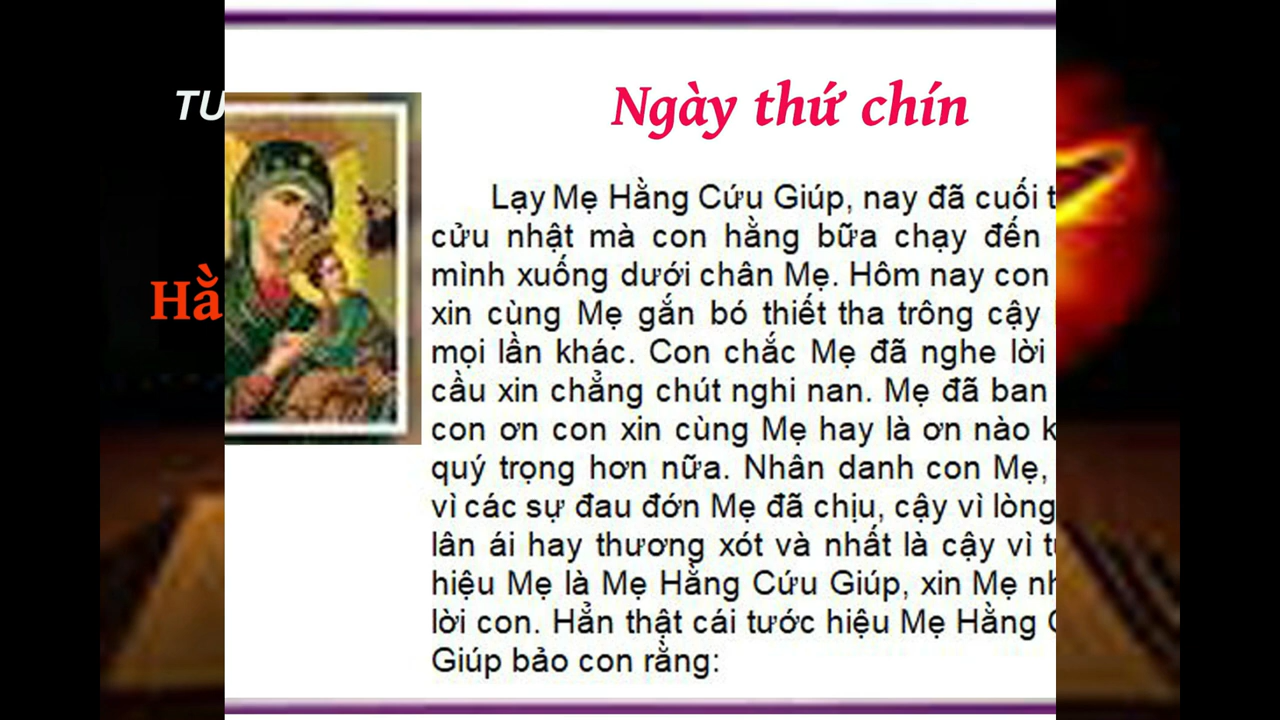 Ngày thứ chín
TU
Hằ
Lạy Mẹ Hằng Cứu Giúp, nay đã cuối
cửu nhật mà con hằng bữa chạy đến
mình xuống dưới chân Mẹ. Hôm nay con
xin cùng Mẹ gắn bó thiết tha trông cậy
mọi lần khác. Con chắc Mẹ đã nghe lời
cầu xin chẳng chút nghi nan. Mẹ đã ban
con ơn con xin cùng Mẹ hay là ơn nào
quý trọng hơn nữa. Nhân danh con Mẹ,
vì các sự đau đớn Mẹ đã chịu, cậy vì lòng
lân ái hay thương xót và nhất là cậy vì
hiệu Mẹ là Mẹ Hằng Cứu Giúp, xin Mẹ
lời con. Hẳn thật cái tước hiệu Mẹ Hằng
Giúp bảo con rằng: